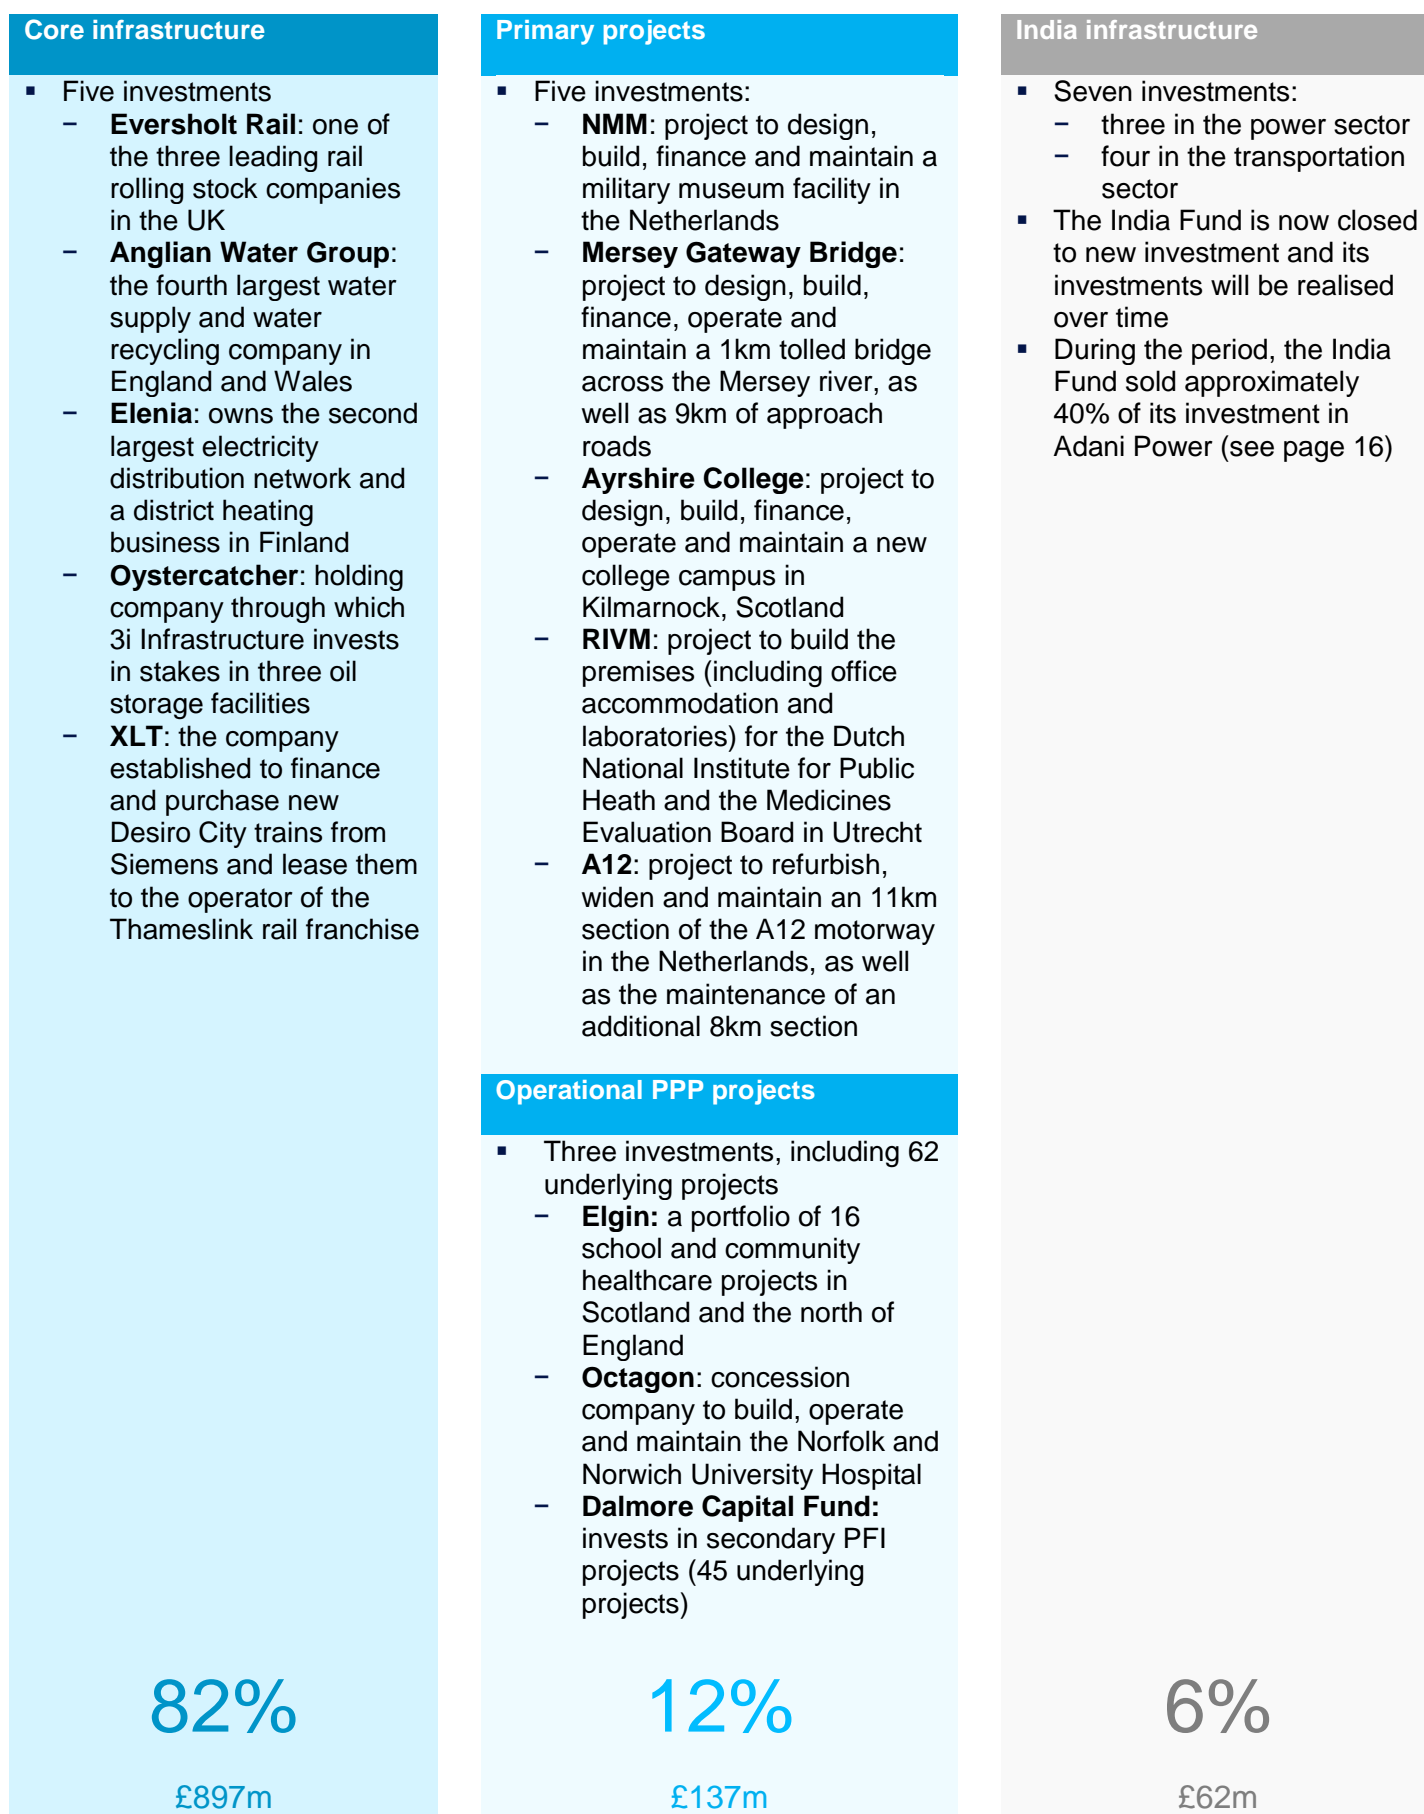 Core infrastructure
▪ Five investments
− Eversholt Rail: one of
the three leading rail
rolling stock companies
in the UK
− Anglian Water Group:
the fourth largest water
supply and water
recycling company in
England and Wales
− Elenia: owns the second
largest electricity
distribution network and
a district heating
business in Finland
− Oystercatcher: holding
company through which
3i Infrastructure invests
in stakes in three oil
storage facilities
− XLT: the company
established to finance
and purchase new
Desiro City trains from
Siemens and lease them
to the operator of the
Thameslink rail franchise
82%
£897m
Primary projects
▪ Five investments:
− NMM: project to design,
build, finance and maintain a
military museum facility in
the Netherlands
− Mersey Gateway Bridge:
project to design, build,
finance, operate and
maintain a 1km tolled bridge
across the Mersey river, as
well as 9km of approach
roads
− Ayrshire College: project to
design, build, finance,
operate and maintain a new
college campus in
Kilmarnock, Scotland
− RIVM: project to build the
premises (including office
accommodation and
laboratories) for the Dutch
National Institute for Public
Heath and the Medicines
Evaluation Board in Utrecht
− A12: project to refurbish,
widen and maintain an 11km
section of the A12 motorway
in the Netherlands, as well
as the maintenance of an
additional 8km section
Operational PPP projects
▪ Three investments, including 62
underlying projects
− Elgin: a portfolio of 16
school and community
healthcare projects in
Scotland and the north of
England
− Octagon: concession
company to build, operate
and maintain the Norfolk and
Norwich University Hospital
− Dalmore Capital Fund:
invests in secondary PFI
projects (45 underlying
projects)
12%
£137m
India infrastructure
▪ Seven investments:
− three in the power sector
− four in the transportation
sector
▪ The India Fund is now closed
to new investment and its
investments will be realised
over time
▪ During the period, the India
Fund sold approximately
40% of its investment in
Adani Power (see page 16)
6%
£62m